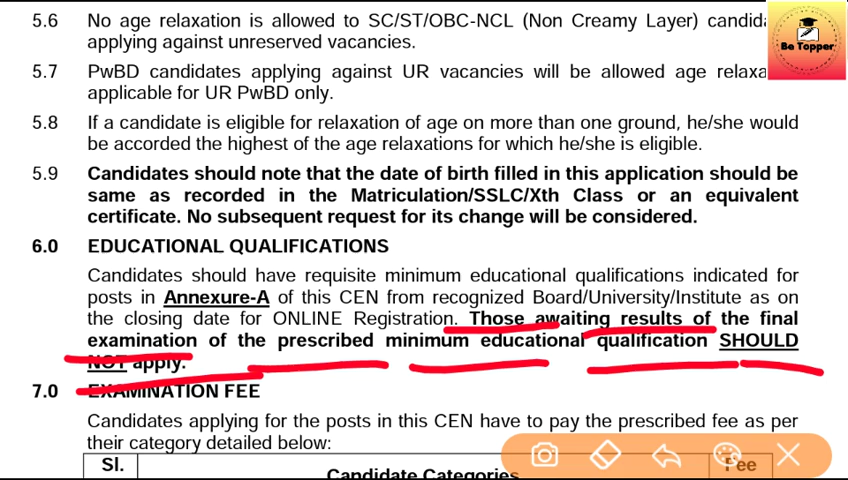 5.6 No age relaxation is allowed to SC/ST/OBC-NCL (Non Creamy Layer)
applying against unreserved vacancies.
Be Topper
5.7 PwBD candidates applying against UR vacancies will be allowed age
applicable for UR PwBD only.
5.8 If a candidate is eligible for relaxation of age on more than one ground, he/she would
be accorded the highest of the age relaxations for which he/she is eligible.
5.9 Candidates should note that the date of birth filled in this application should be
same as recorded in the Matriculation/SSLC/Xth Class or an equivalent
certificate. No subsequent request for its change will be considered.
6.0 EDUCATIONAL QUALIFICATIONS
Candidates should have requisite minimum educational qualifications indicated for
posts in Annexure-A of this CEN from recognized Board/University/Institute as on
the closing date for ONLINE Registration. Those awaiting results of the final
examination of the prescribed minimum educational qualification SHOULD
NOT apply.
7.0 EXAMINATION FEE
Candidates applying for the posts in this CEN have to pay the prescribed fee as per
their category detailed below:
Sl. Candidate Categories Fee